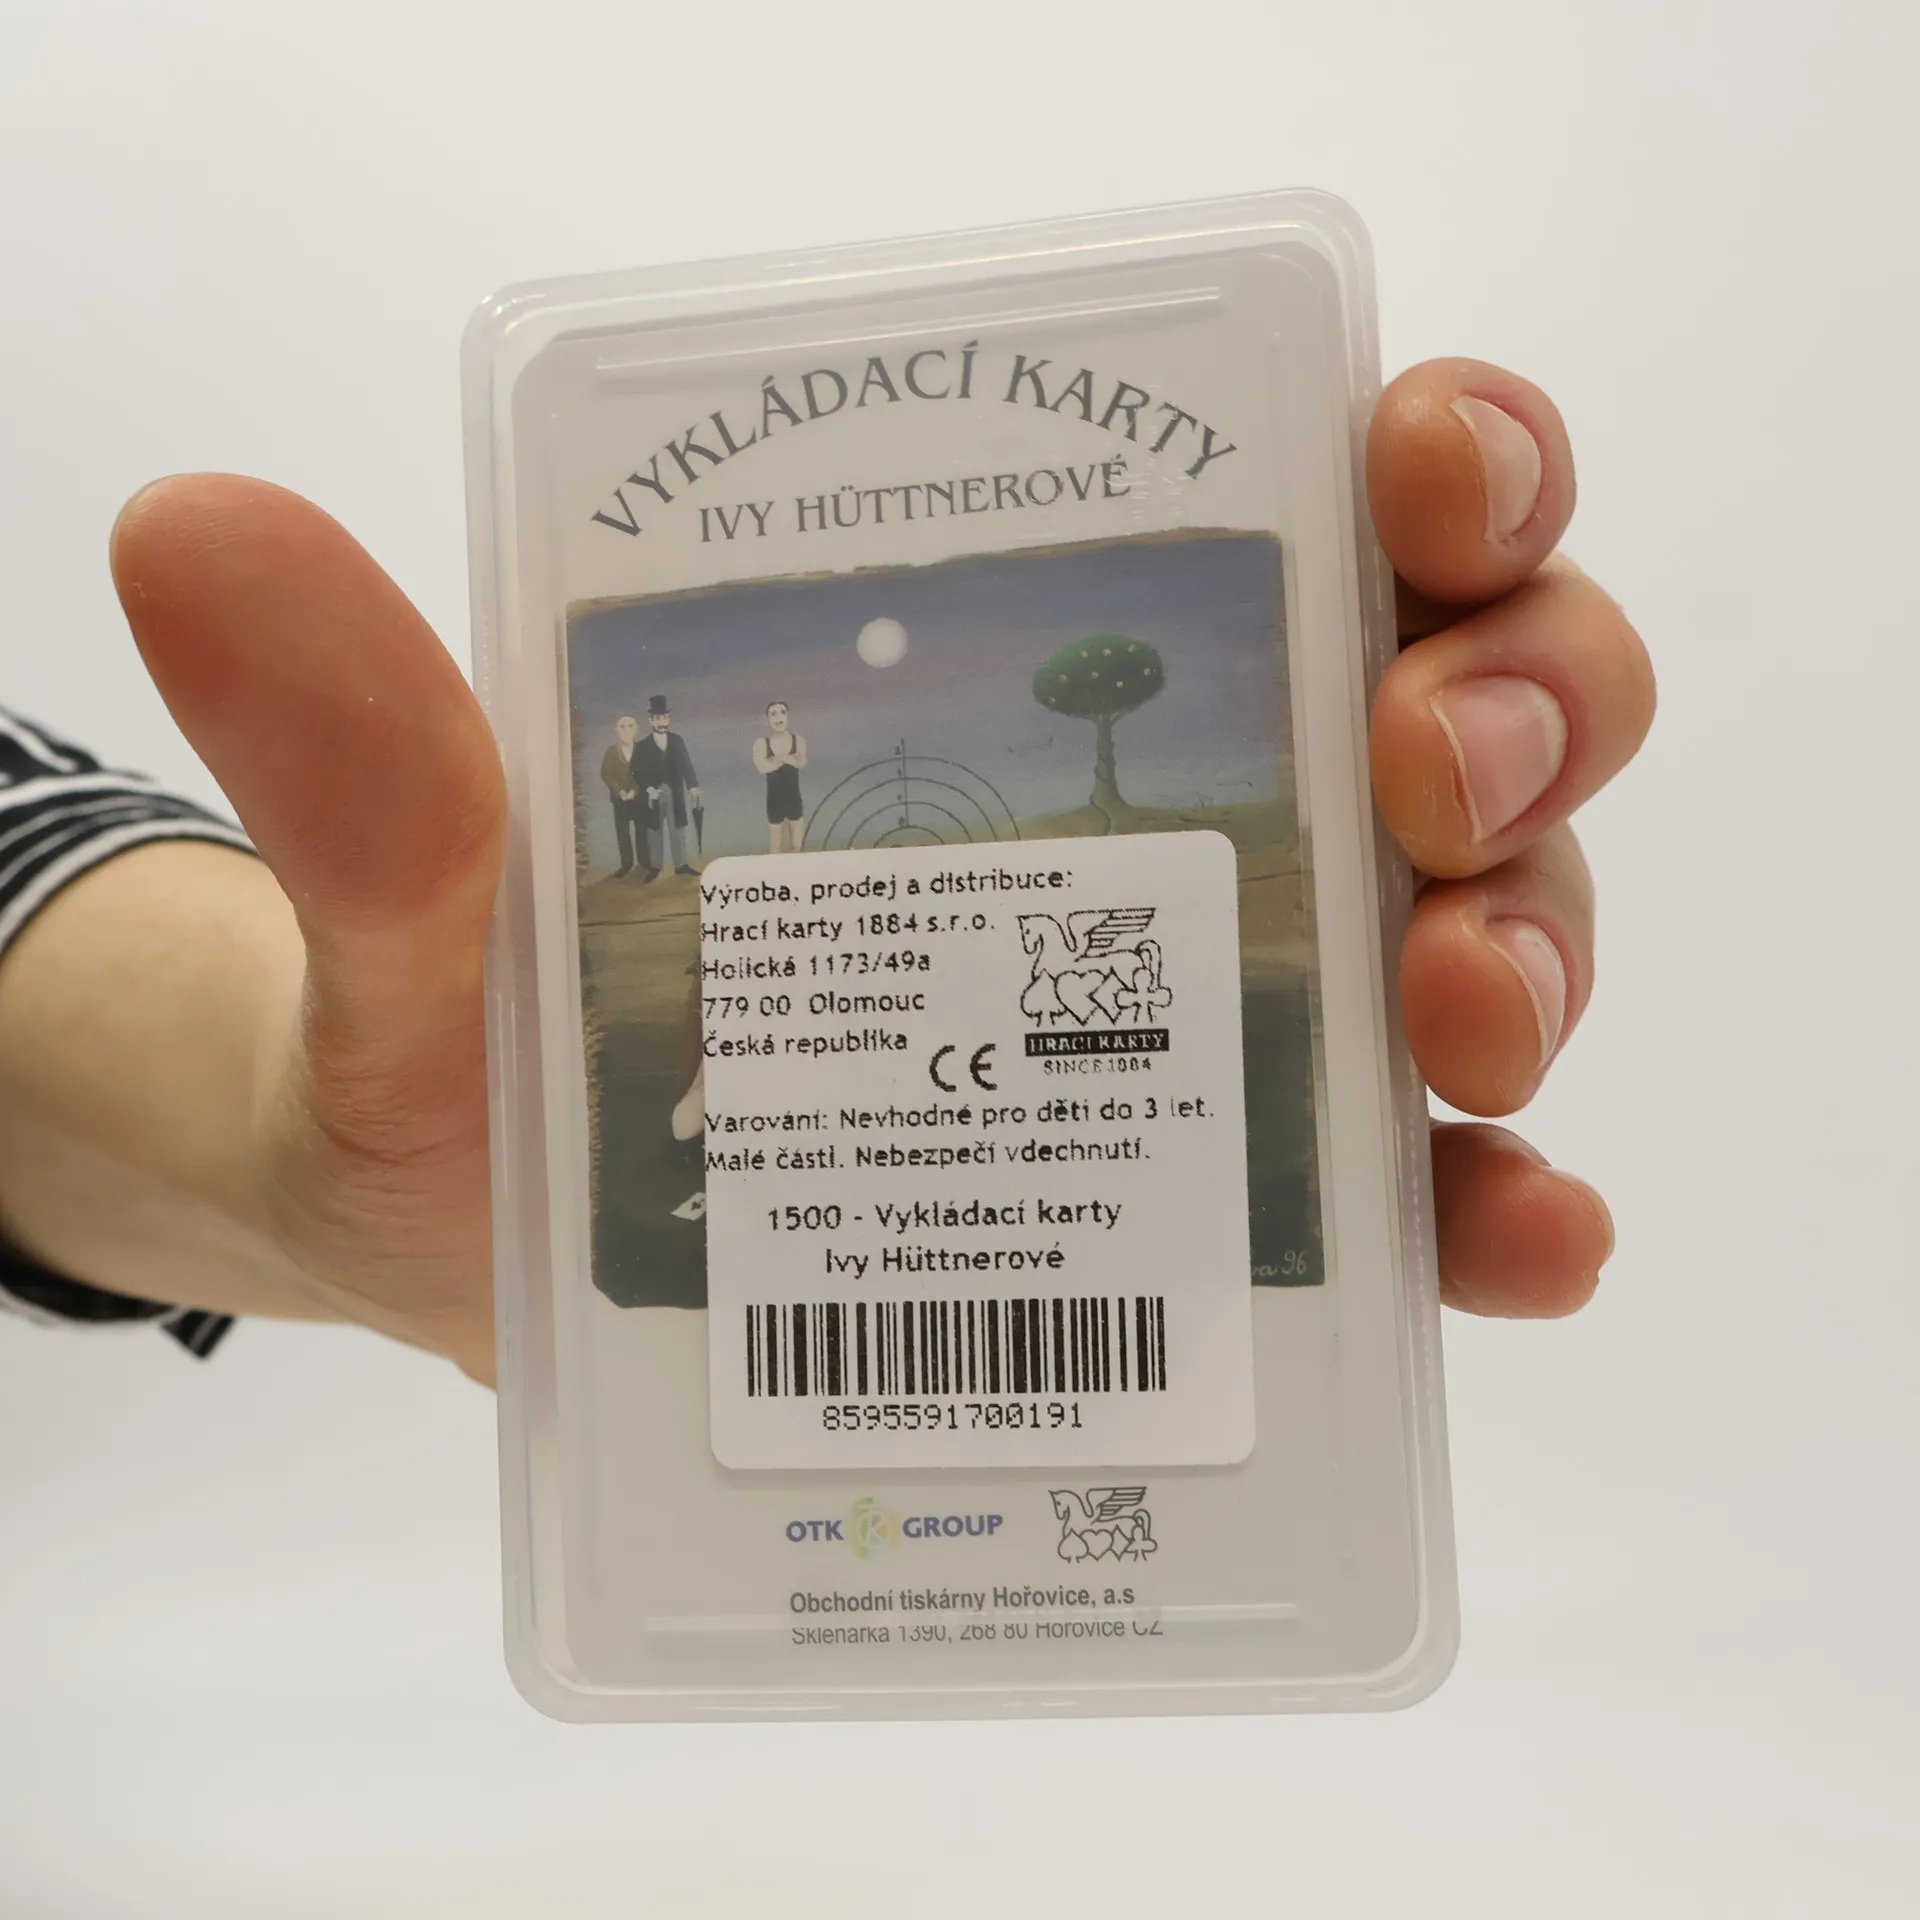 VYKLÁDACÍ KARTY
IVY HÜTTNEROVÉ
Výroba, prodej a distribuce:
Hrací karty 1884 s.r.o.
Holická 1173/49a
779 00 Olomouc
Česká republika
CE
HRACÍ KARTY
SINCE 1884
Varování: Nevhodné pro děti do 3 let.
Malé části. Nebezpečí vdechnutí.
1500 - Vykládací karty
Ivy Hüttnerové
8595591700191
OTK GROUP
Obchodní tiskárny Hořovice, a.s
Sklenářka 1390, 268 80 Hořovice CZ